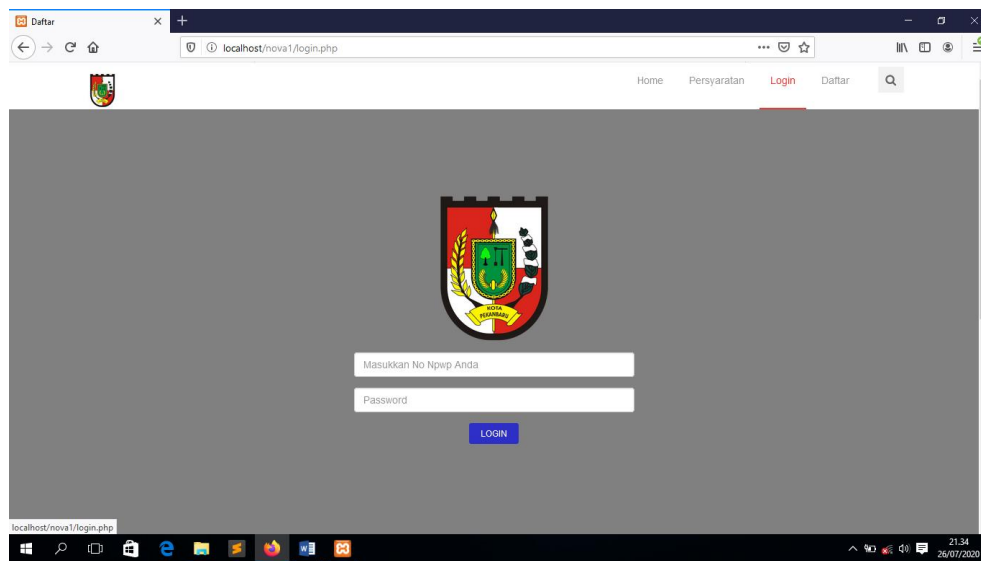 Daftar
localhost/nova1/login.php
Home Persyaratan Login Daftar
KOTA
PEKANBARU
Masukkan No Npwp Anda
Password
LOGIN
localhost/nova1/login.php
21.34
26/07/2020